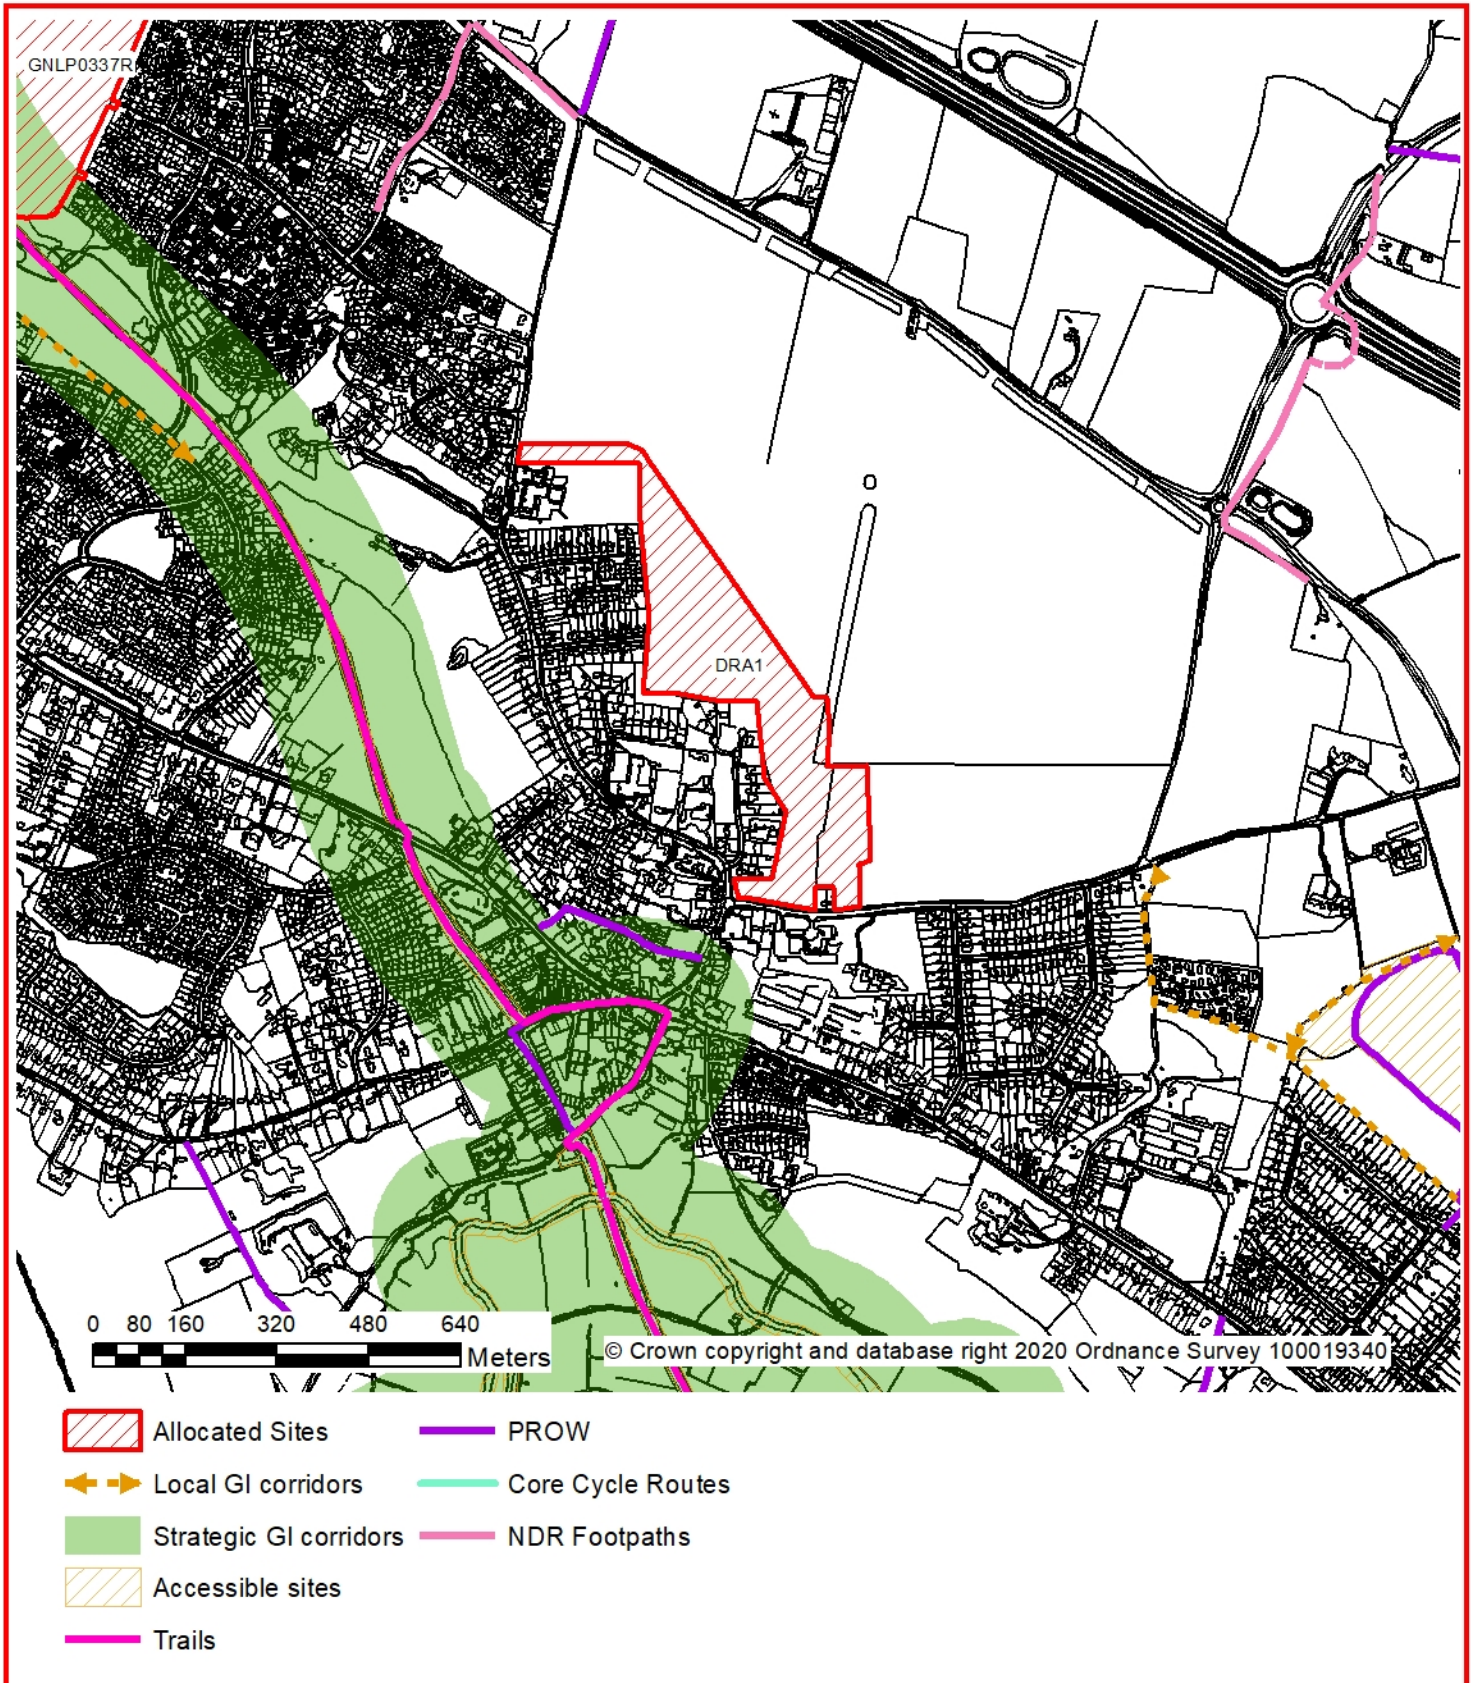 GNLP0337R
DRA1
0 80 160 320 480 640
Meters
© Crown copyright and database right 2020 Ordnance Survey 100019340
Allocated Sites
PROW
Local GI corridors
Core Cycle Routes
Strategic GI corridors
NDR Footpaths
Accessible sites
Trails